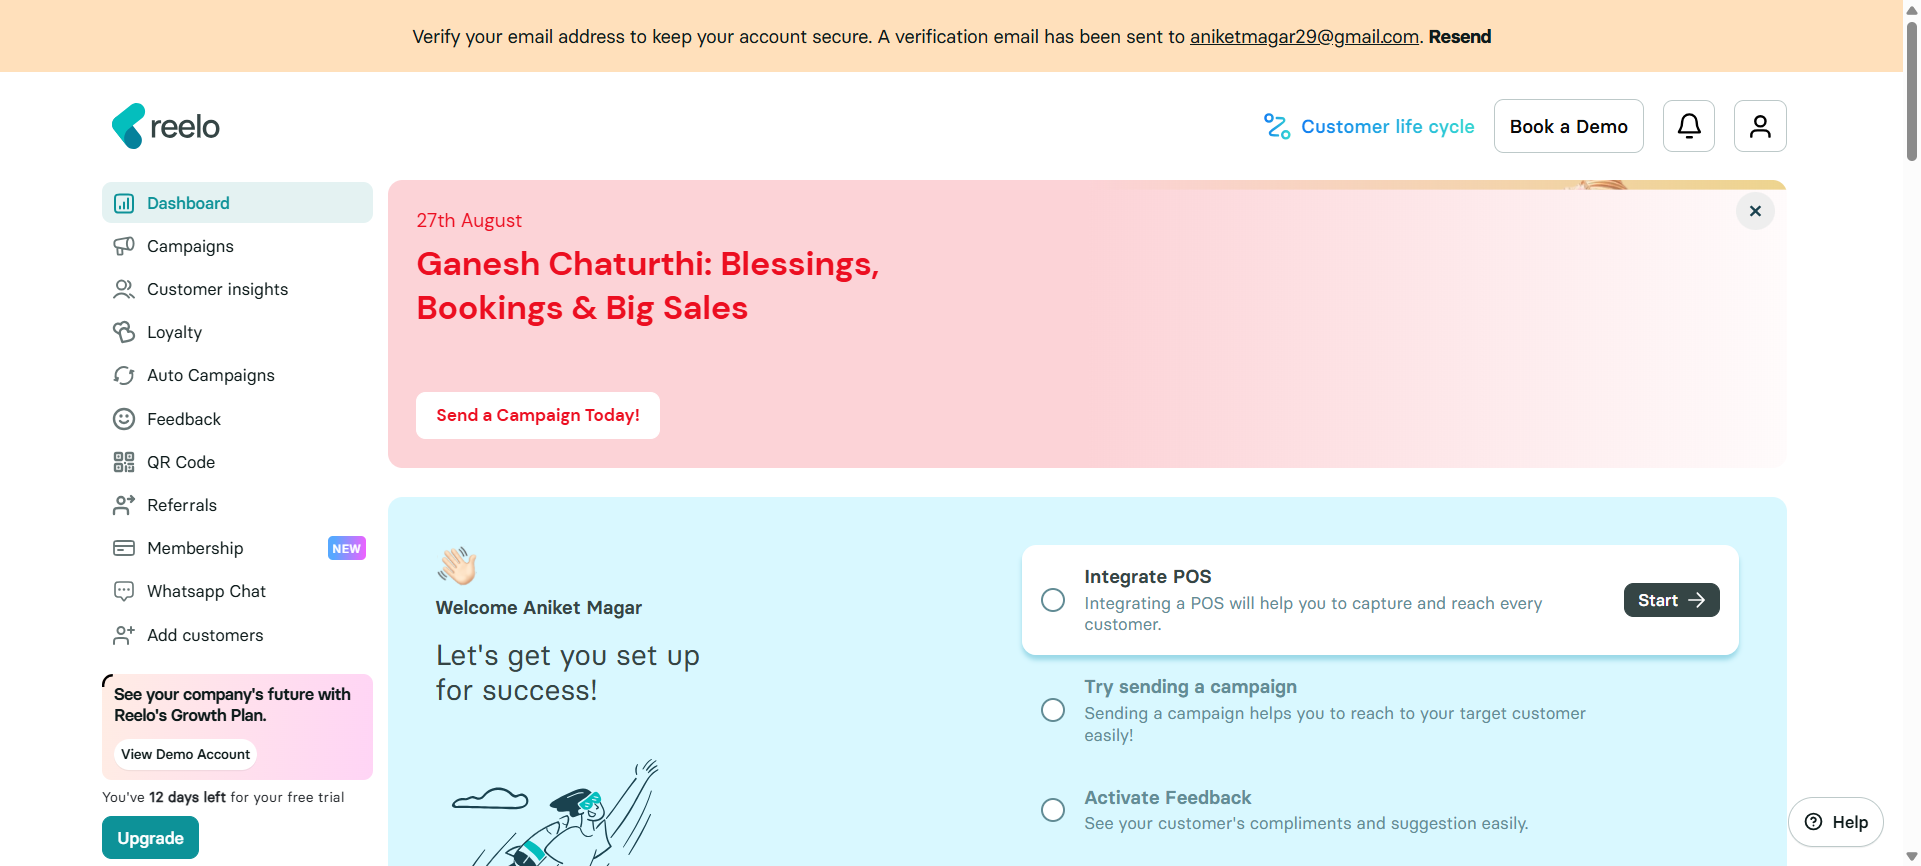 Verify your email address to keep your account secure. A verification email has been sent to aniketmagar29@gmail.com. Resend
reelo
Customer life cycle
Book a Demo
Dashboard
Campaigns
Customer insights
Loyalty
Auto Campaigns
Feedback
QR Code
Referrals
Membership NEW
Whatsapp Chat
Add customers
See your company's future with
Reelo's Growth Plan.
View Demo Account
You've 12 days left for your free trial
Upgrade
27th August
Ganesh Chaturthi: Blessings,
Bookings & Big Sales
Send a Campaign Today!
Welcome Aniket Magar
Let's get you set up
for success!
Integrate POS
Integrating a POS will help you to capture and reach every
customer.
Start
Try sending a campaign
Sending a campaign helps you to reach to your target customer
easily!
Activate Feedback
See your customer's compliments and suggestion easily.
Help